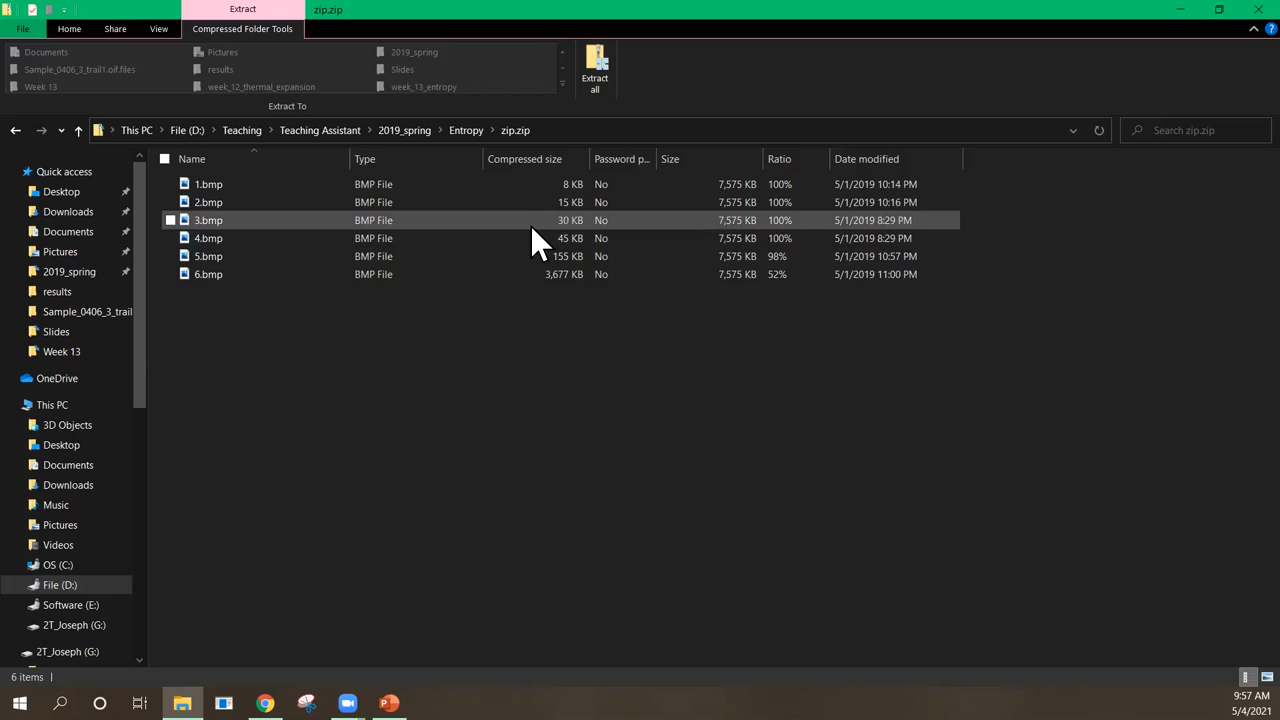 Extract
zip.zip
File Home Share View Compressed Folder Tools
Documents Pictures 2019_spring
Sample_0406_3_trail1.oif.files results Slides
Week 13 week_12_thermal_expansion week_13_entropy
Extract all
Extract To
This PC > File (D:) > Teaching > Teaching Assistant > 2019_spring > Entropy > zip.zip
Search zip.zip
Name Type Compressed size Password p... Size Ratio Date modified
1.bmp BMP File 8 KB No 7,575 KB 100% 5/1/2019 10:14 PM
2.bmp BMP File 15 KB No 7,575 KB 100% 5/1/2019 10:16 PM
3.bmp BMP File 30 KB No 7,575 KB 100% 5/1/2019 8:29 PM
4.bmp BMP File 45 KB No 7,575 KB 100% 5/1/2019 8:29 PM
5.bmp BMP File 155 KB No 7,575 KB 98% 5/1/2019 10:57 PM
6.bmp BMP File 3,677 KB No 7,575 KB 52% 5/1/2019 11:00 PM
Quick access
Desktop
Downloads
Documents
Pictures
2019_spring
results
Sample_0406_3_trail
Slides
Week 13
OneDrive
This PC
3D Objects
Desktop
Documents
Downloads
Music
Pictures
Videos
OS (C:)
File (D:)
Software (E:)
2T_Joseph (G:)
2T_Joseph (G:)
6 items
9:57 AM
5/4/2021